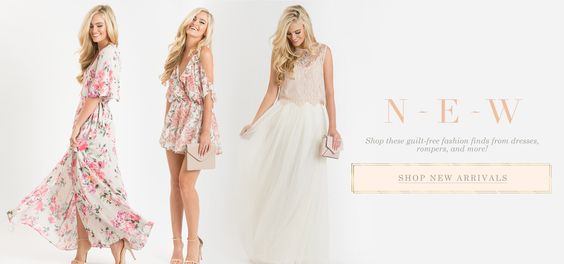 N-E-W
Shop these guilt-free fashion finds from dresses,
rompers, and more!
SHOP NEW ARRIVALS